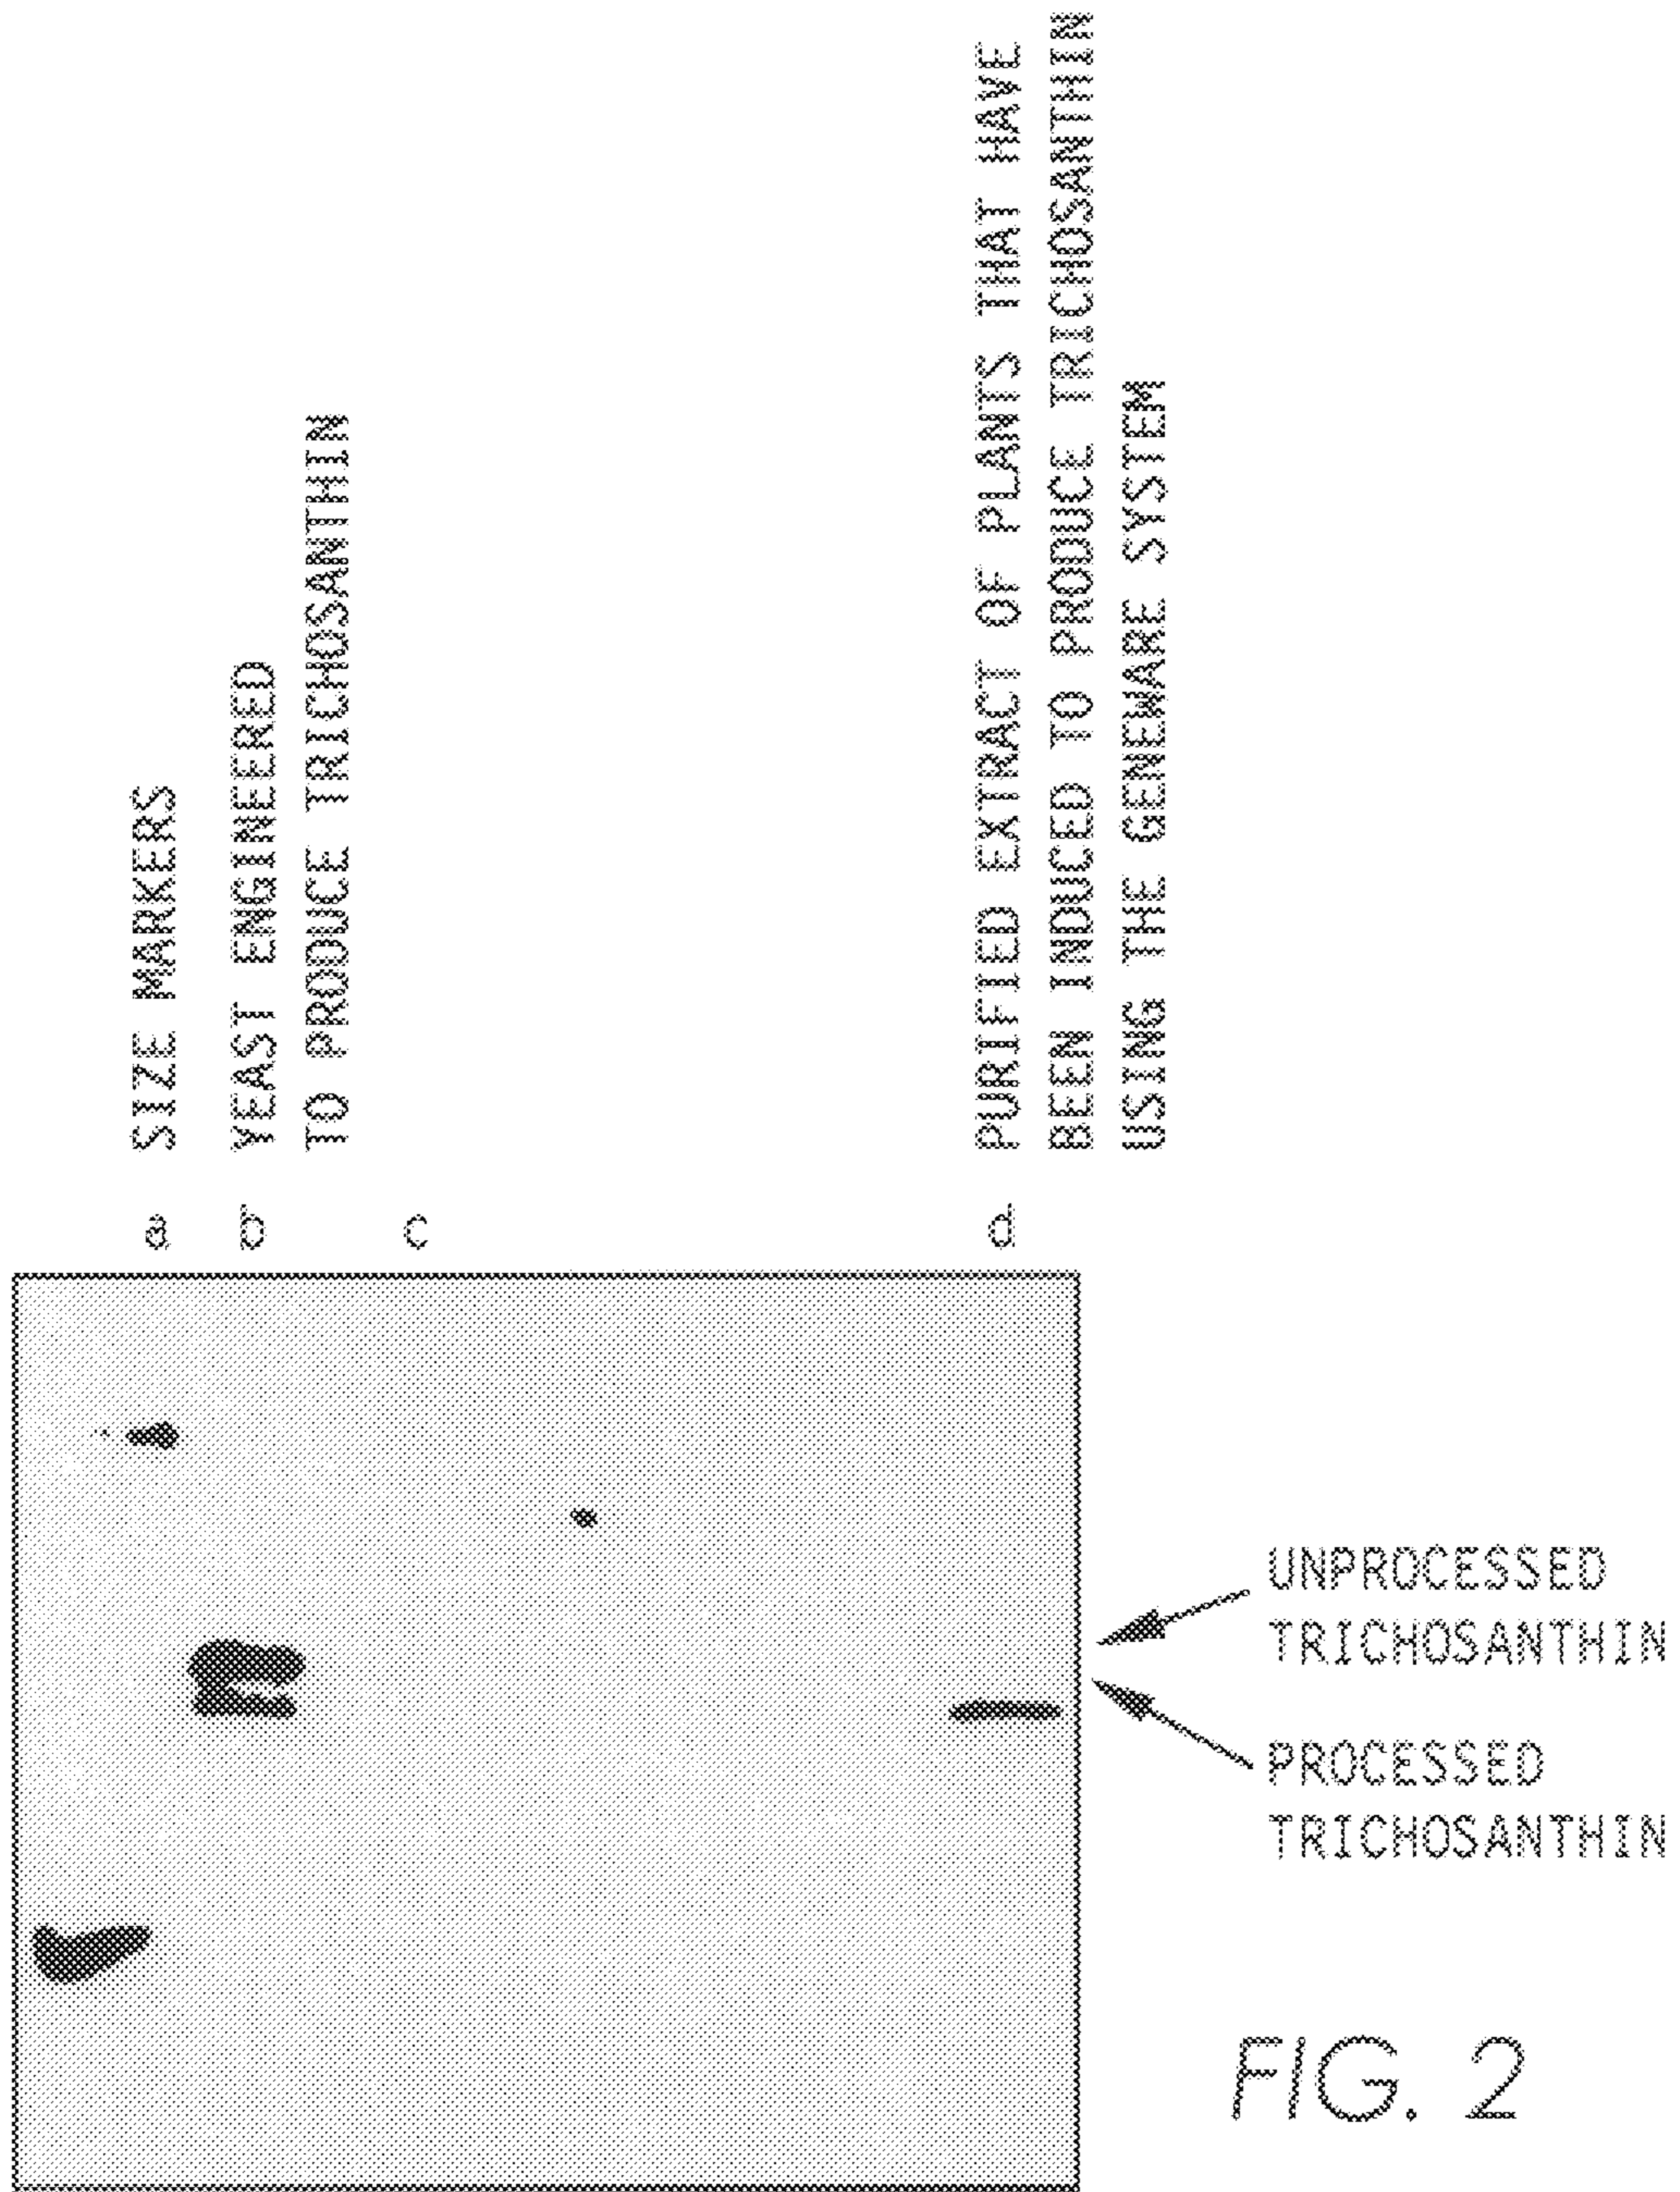 SIZE MARKERS
YEAST ENGINEERED
TO PRODUCE TRICHOSANTHIN
PURIFIED EXTRACT OF PLANTS THAT HAVE
BEEN INDUCED TO PRODUCE TRICHOSANTHIN
USING THE GENEWARE SYSTEM
a b c d
UNPROCESSED
TRICHOSANTHIN
PROCESSED
TRICHOSANTHIN
FIG. 2